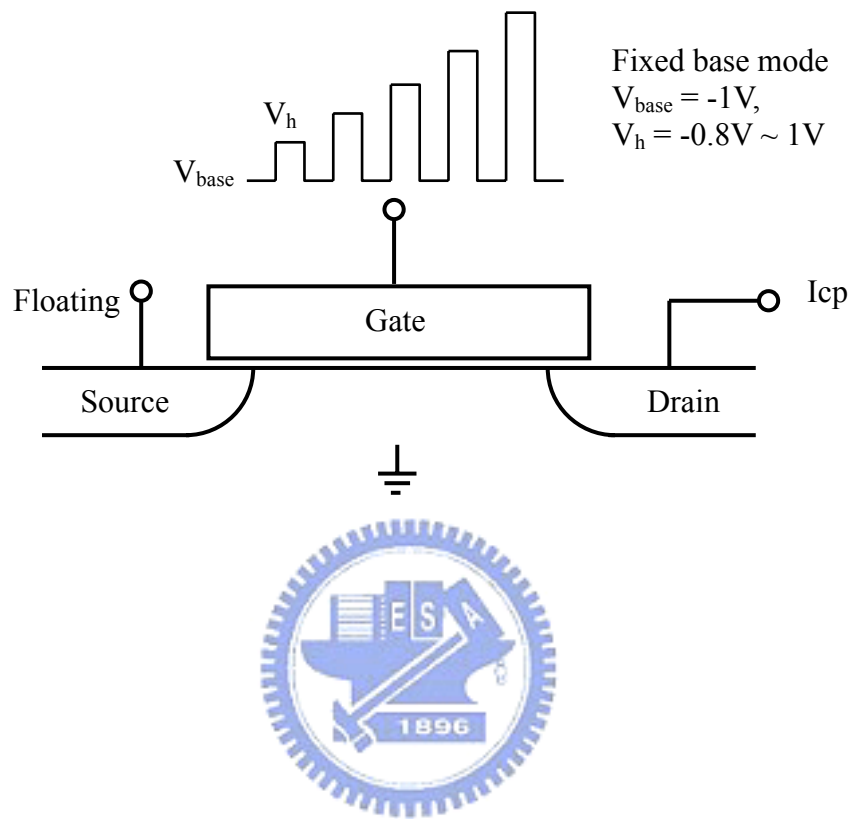 Fixed base mode
V_base = -1V,
V_h = -0.8V ~ 1V
V_h
V_base
Floating
Icp
Gate
Source
Drain
E S A
1896